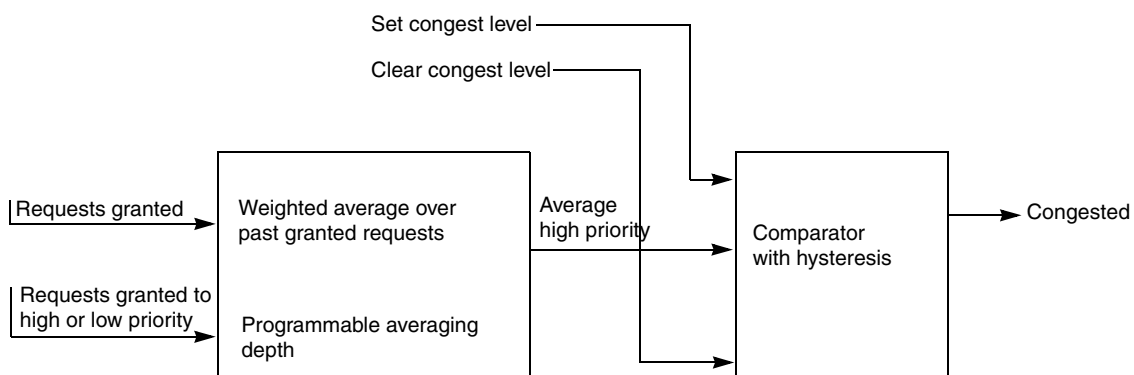 Set congest level
Clear congest level
Requests granted
Weighted average over
past granted requests
Average
high priority
Comparator
with hysteresis
Congested
Requests granted to
high or low priority
Programmable averaging
depth